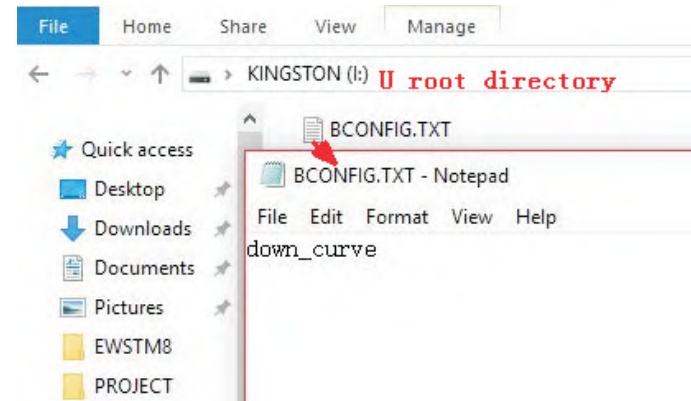 File Home Share View Manage
KINGSTON (I:) U root directory
BCONFIG.TXT
Quick access
BCONFIG.TXT - Notepad
Desktop
File Edit Format View Help
Downloads
down_curve
Documents
Pictures
EWSTM8
PROJECT